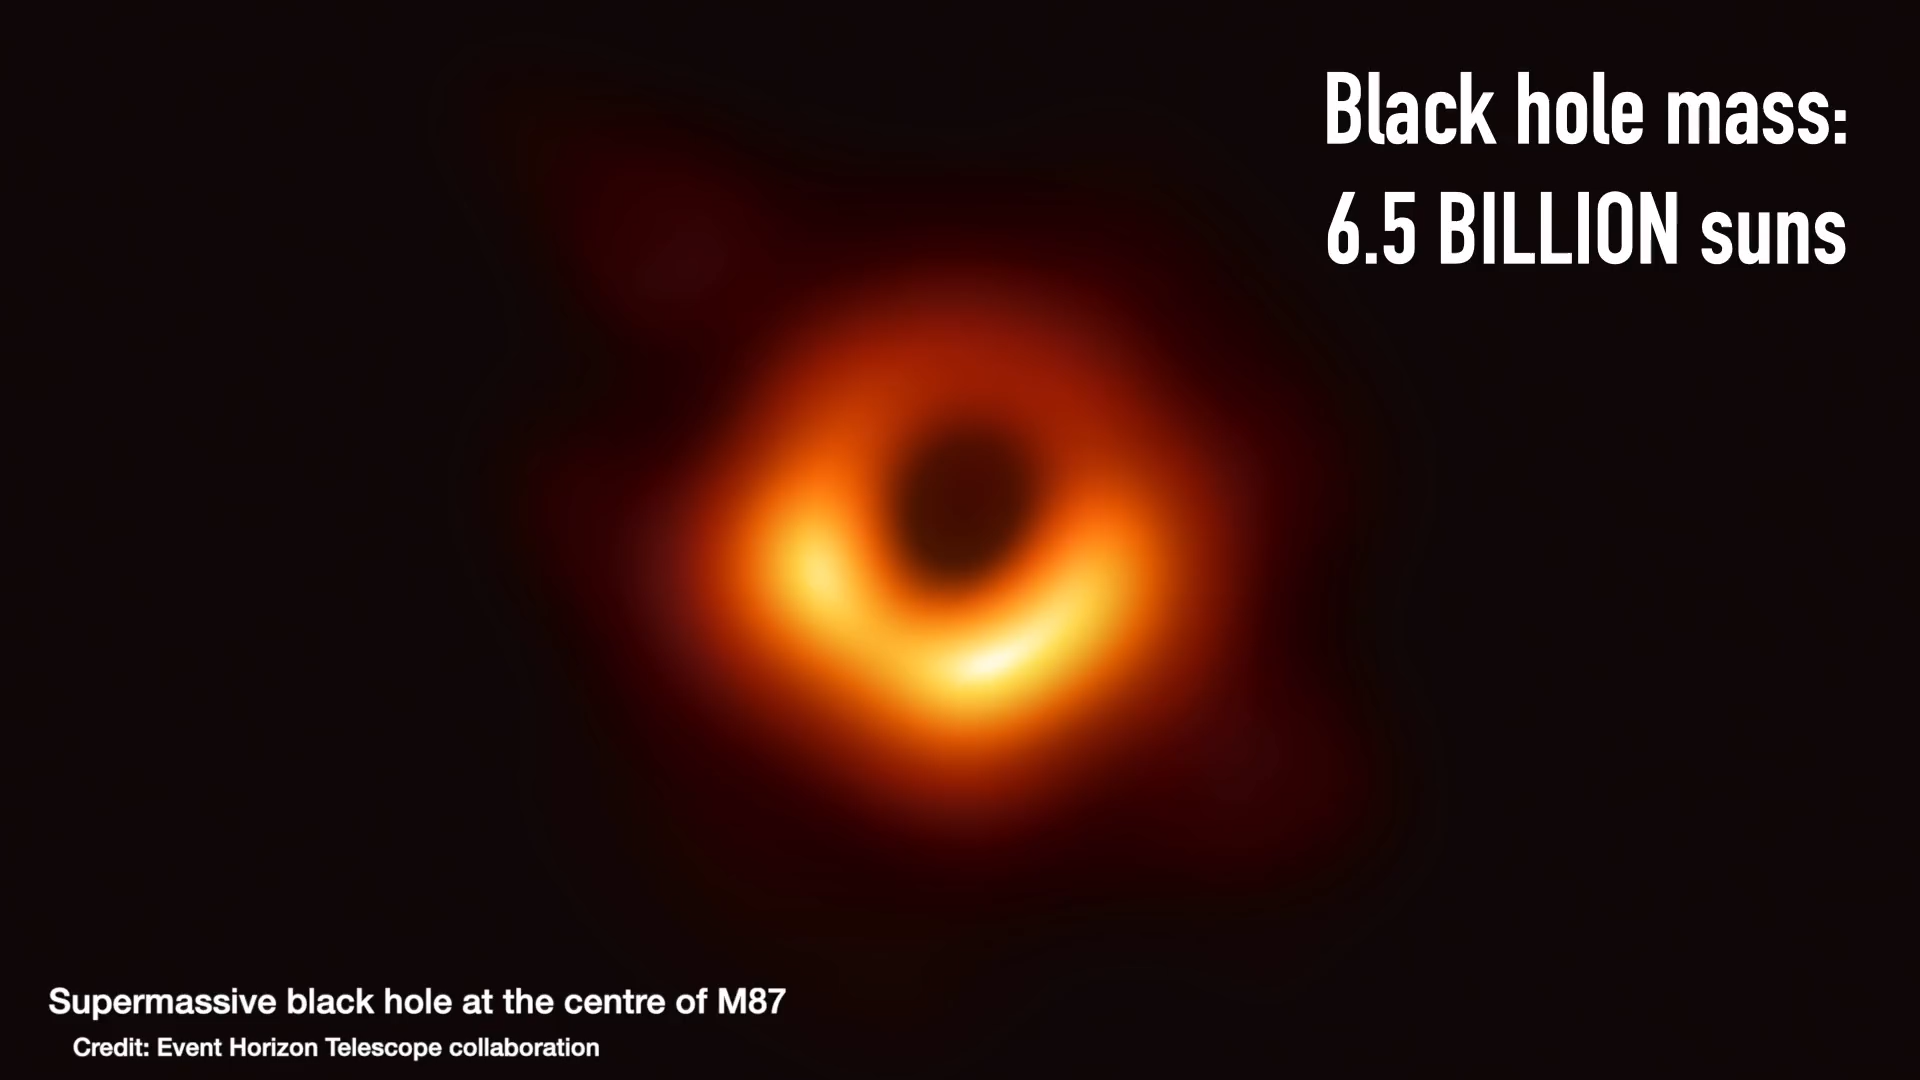 Black hole mass:
6.5 BILLION suns
Supermassive black hole at the centre of M87
Credit: Event Horizon Telescope collaboration